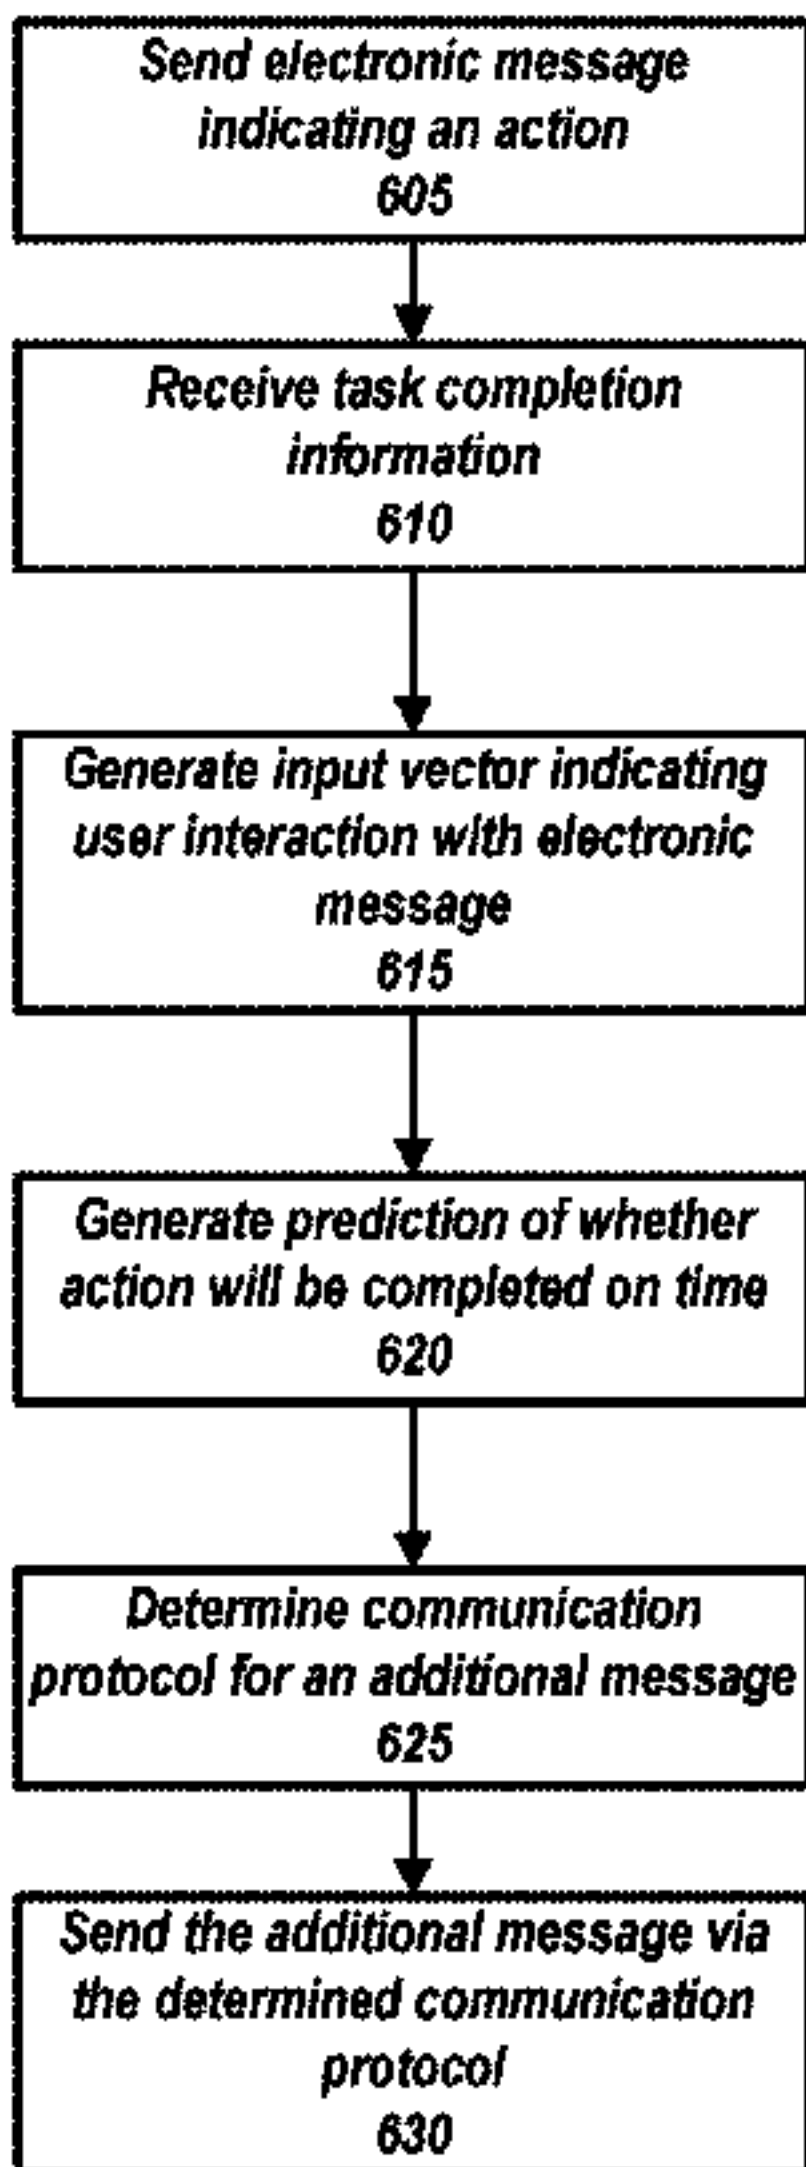 Send electronic message
indicating an action
605
Receive task completion
information
610
Generate input vector indicating
user interaction with electronic
message
615
Generate prediction of whether
action will be completed on time
620
Determine communication
protocol for an additional message
625
Send the additional message via
the determined communication
protocol
630